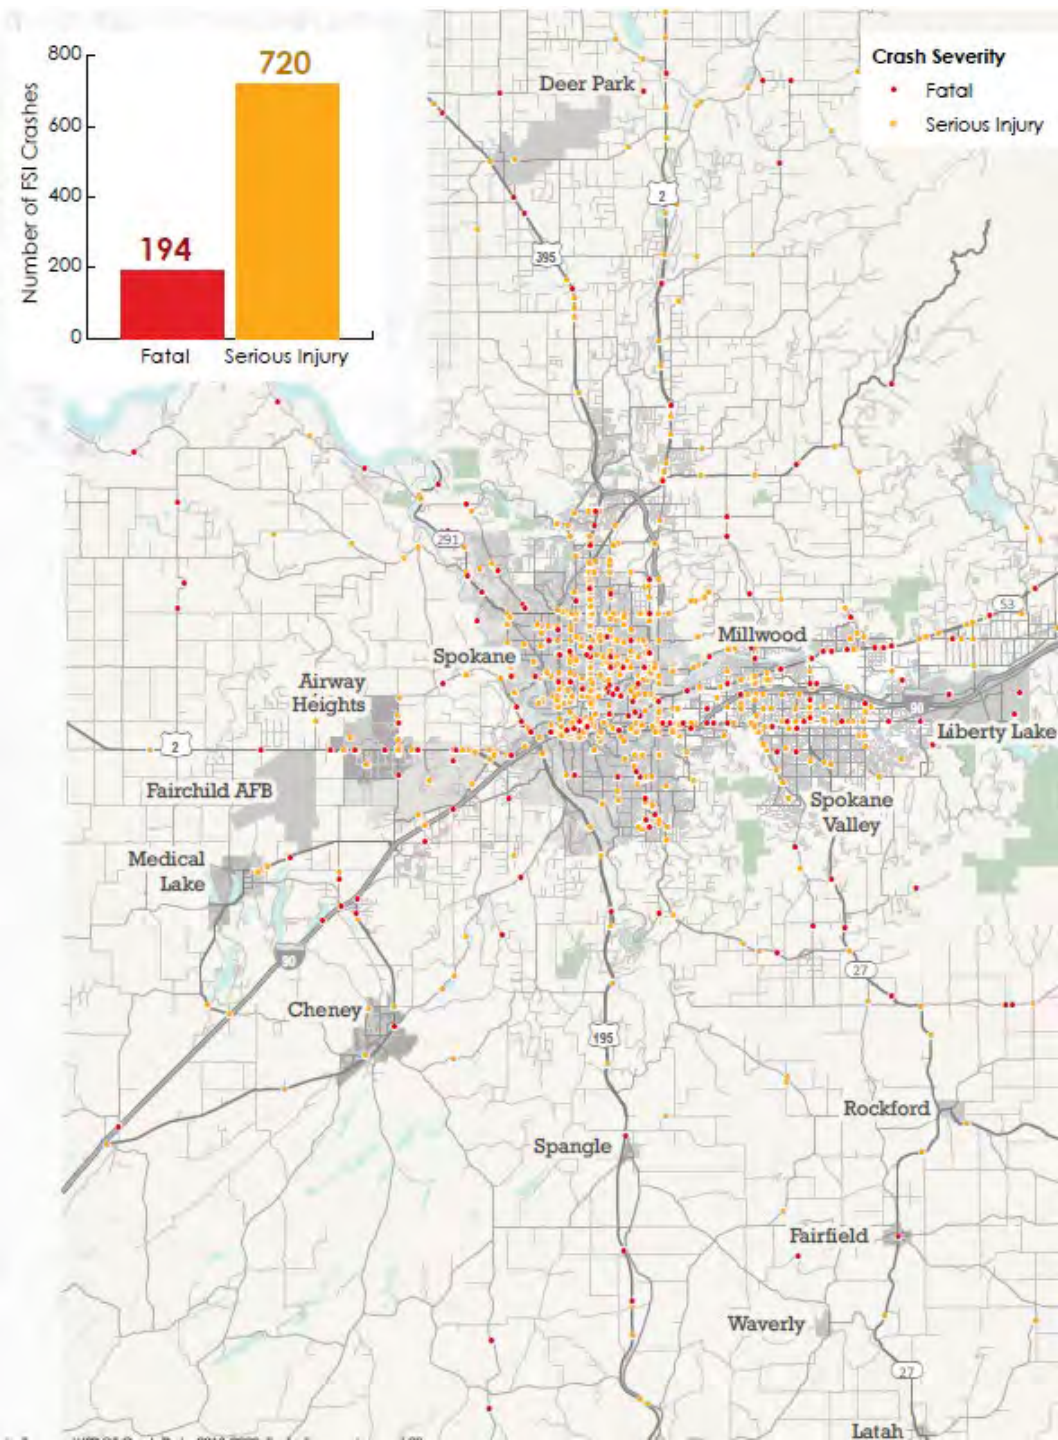 800
720
Number of FSI Crashes
600
400
194
200
0
Fatal
Serious Injury
Crash Severity
Fatal
Serious Injury
Deer Park
2
395
291
53
Millwood
Spokane
Airway
Heights
90
Liberty Lake
2
Fairchild AFB
Spokane
Valley
Medical
Lake
90
27
Cheney
195
Rockford
Spangle
Fairfield
Waverly
27
Latah